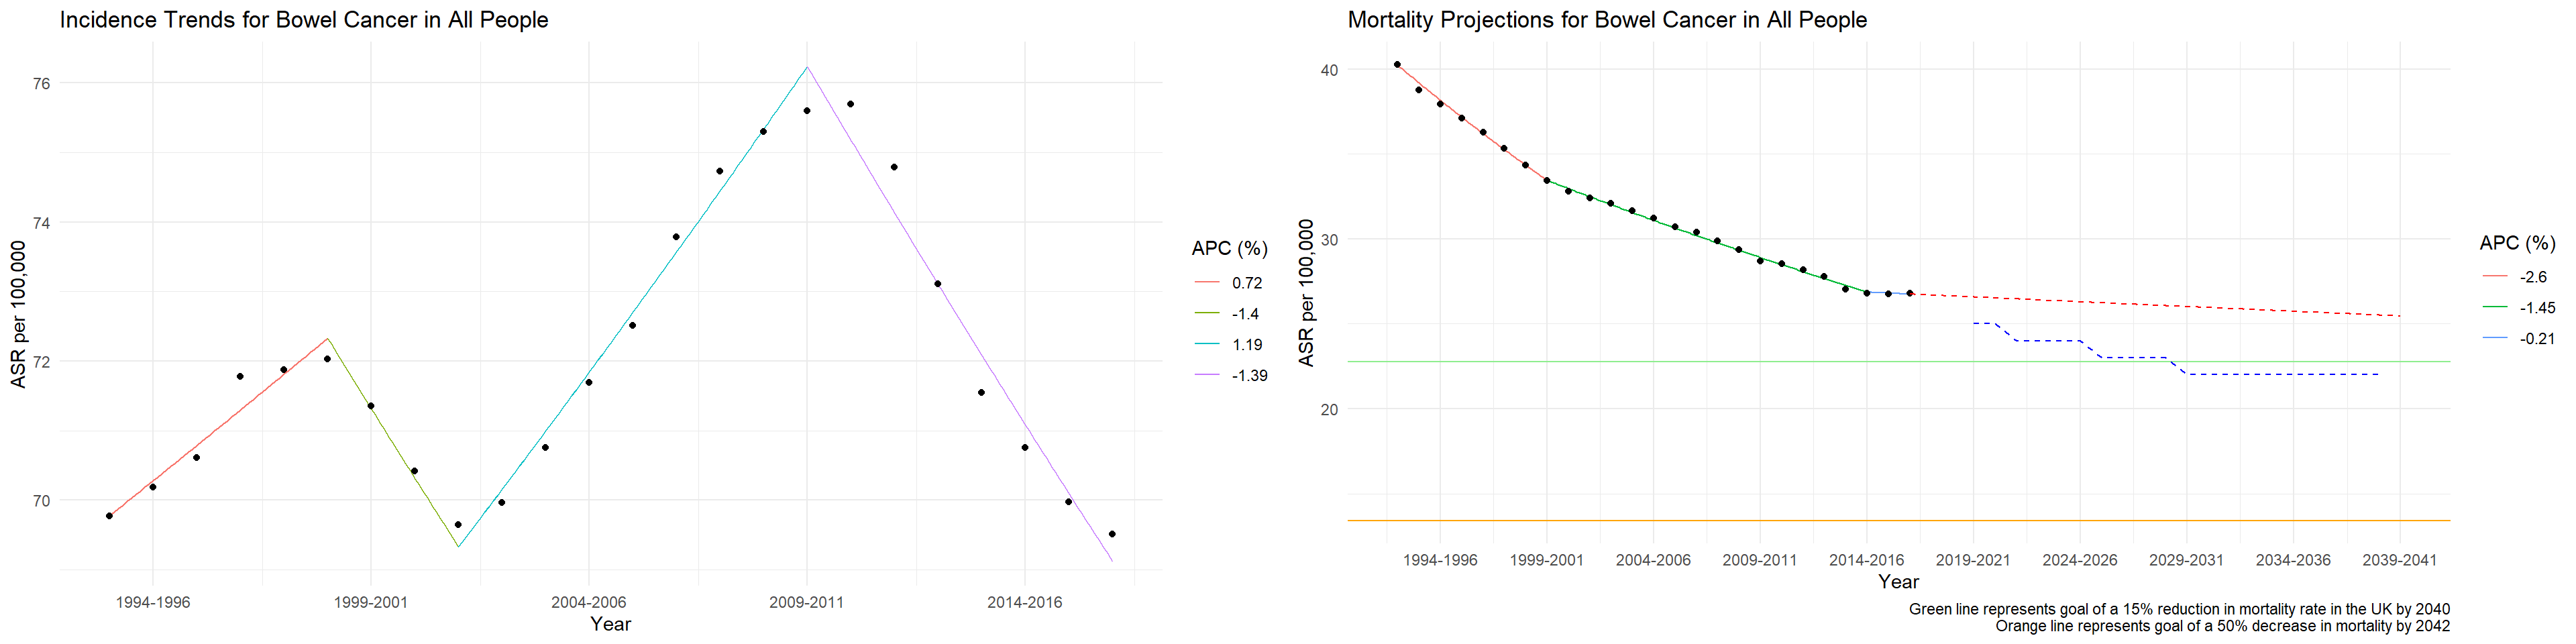 Incidence Trends for Bowel Cancer in All People
76
74
72
70
ASR per 100,000
1994-1996
1999-2001
2004-2006
2009-2011
2014-2016
Year
APC (%)
0.72
-1.4
1.19
-1.39
Mortality Projections for Bowel Cancer in All People
40
30
20
ASR per 100,000
1994-1996
1999-2001
2004-2006
2009-2011
2014-2016
2019-2021
2024-2026
2029-2031
2034-2036
2039-2041
Year
APC (%)
-2.6
-1.45
-0.21
Green line represents goal of a 15% reduction in mortality rate in the UK by 2040
Orange line represents goal of a 50% decrease in mortality by 2042